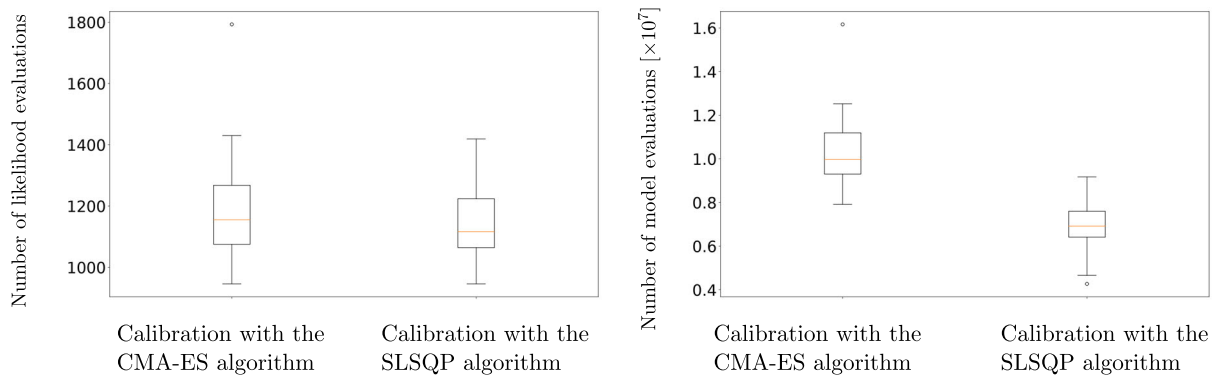 Number of likelihood evaluations
1800
1600
1400
1200
1000
Calibration with the
CMA-ES algorithm
Calibration with the
SLSQP algorithm
Number of model evaluations [×10⁷]
1.6
1.4
1.2
1.0
0.8
0.6
0.4
Calibration with the
CMA-ES algorithm
Calibration with the
SLSQP algorithm